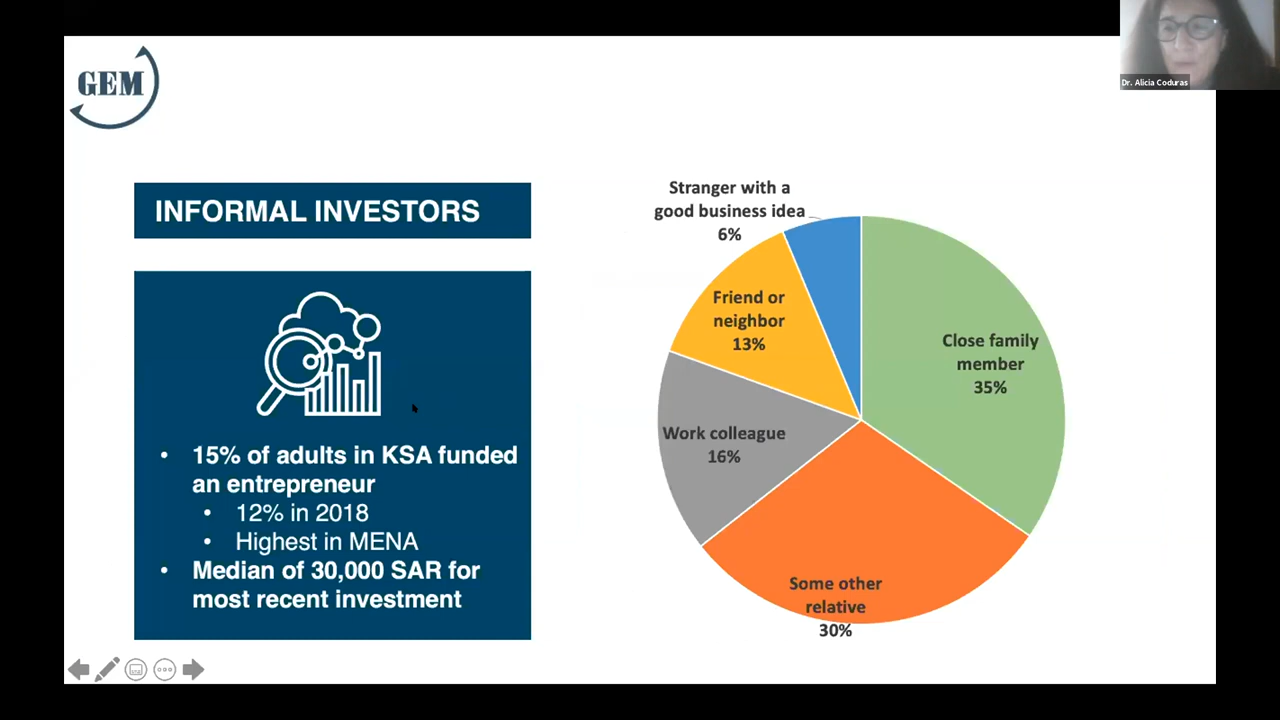 GEM
Dr. Alicia Coduras
INFORMAL INVESTORS
• 15% of adults in KSA funded
an entrepreneur
• 12% in 2018
• Highest in MENA
• Median of 30,000 SAR for
most recent investment
Stranger with a
good business idea
6%
Friend or
neighbor
13%
Close family
member
35%
Work colleague
16%
Some other
relative
30%